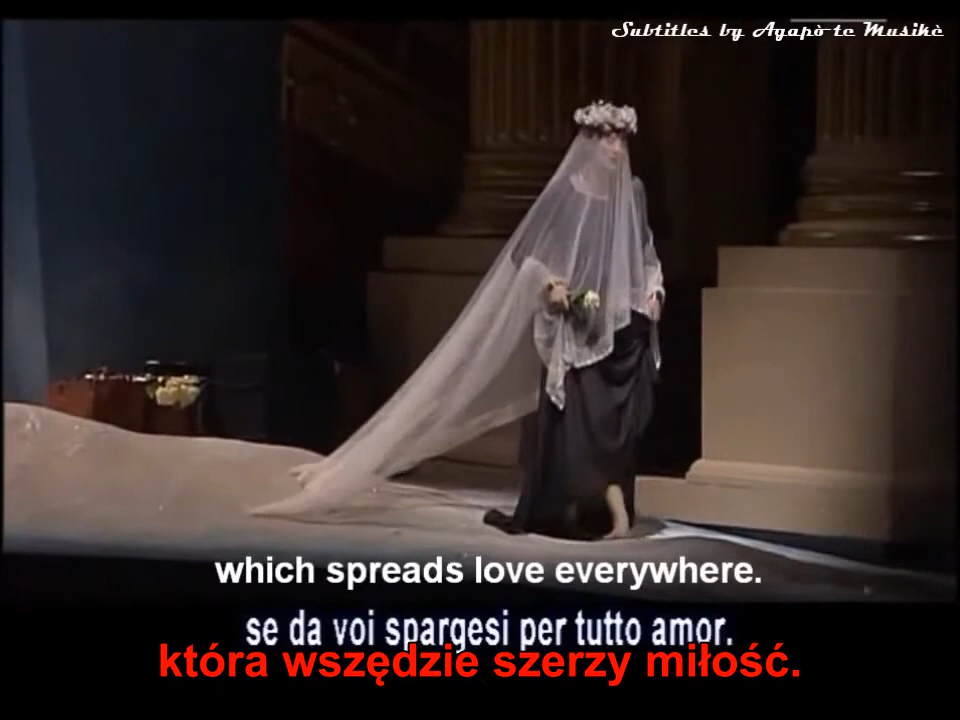 Subtitles by Agapò-te Musikè
which spreads love everywhere.
se da voi spargesi per tutto amor.
która wszędzie szerzy miłość.